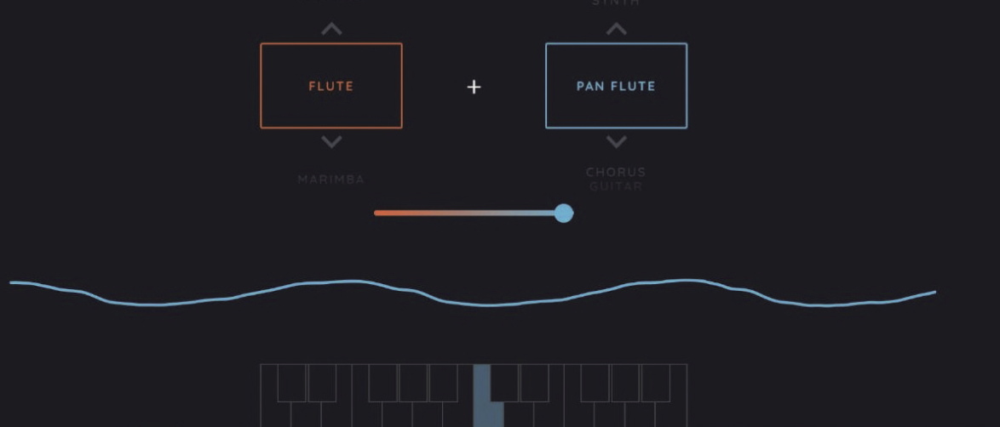 SYNTH
FLUTE
+
PAN FLUTE
MARIMBA
CHORUS
GUITAR